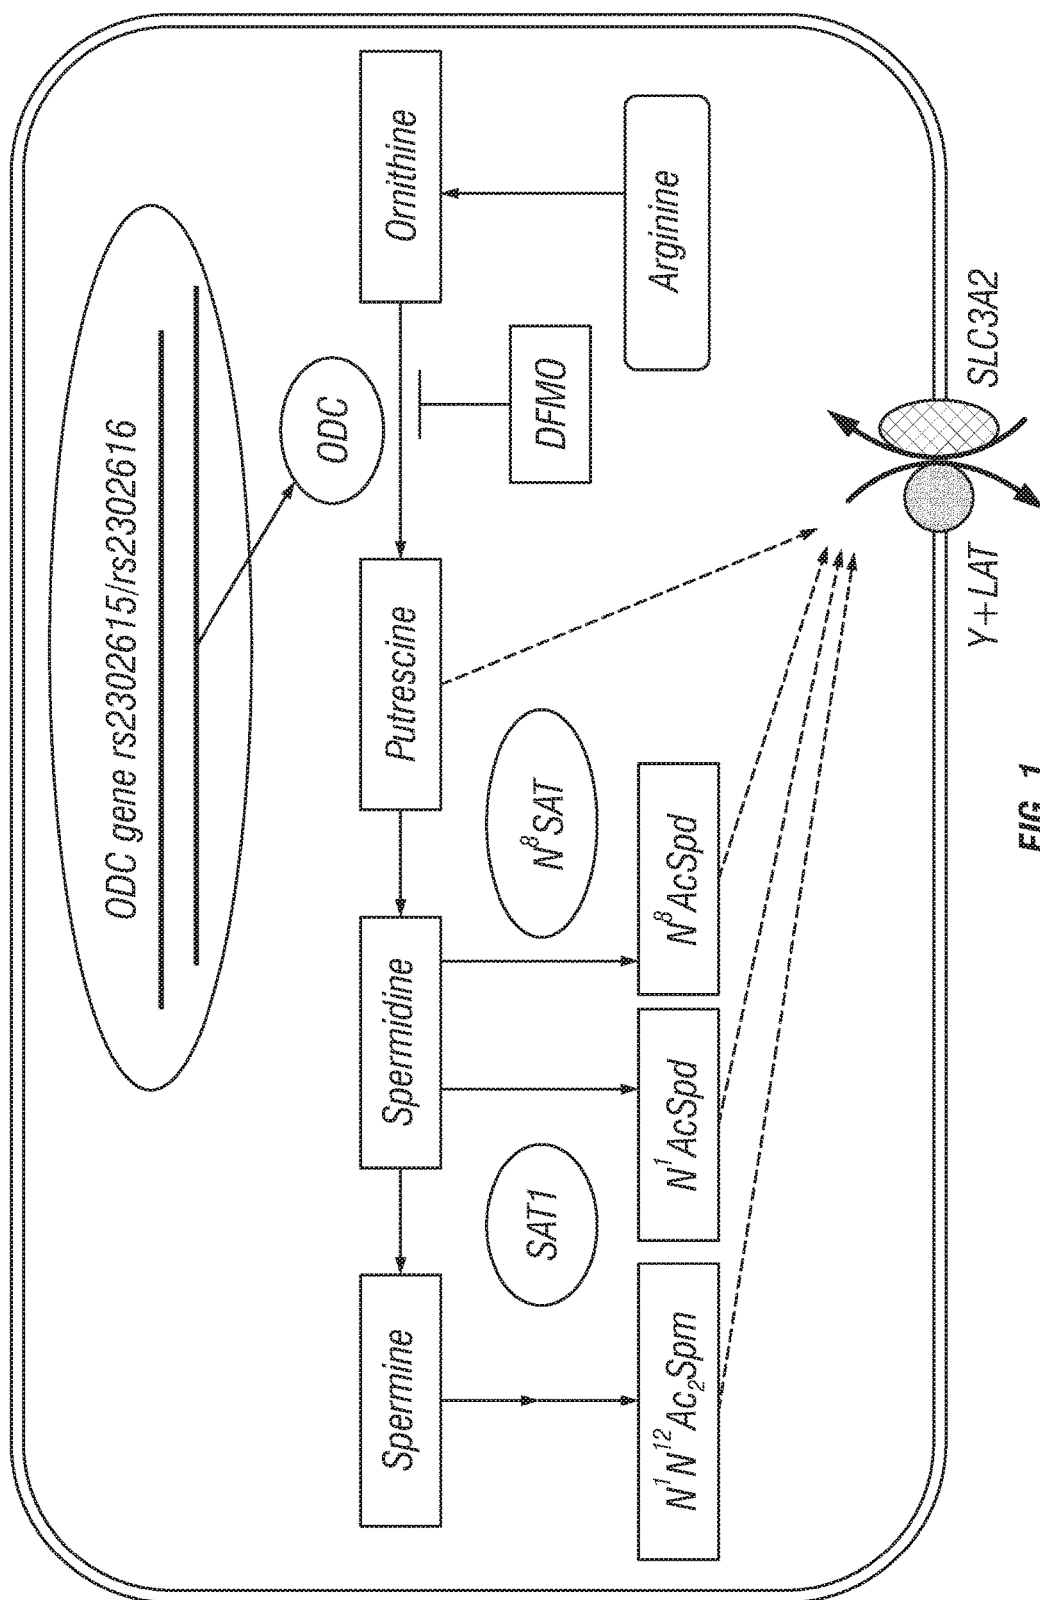 ODC gene rs2302615/rs2302616
ODC
Spermine
Spermidine
Putrescine
Ornithine
SAT1
N⁸SAT
DFMO
N¹N¹²Ac₂Spm
N¹AcSpd
N⁸AcSpd
Arginine
Y+LAT
SLC3A2
FIG. 1